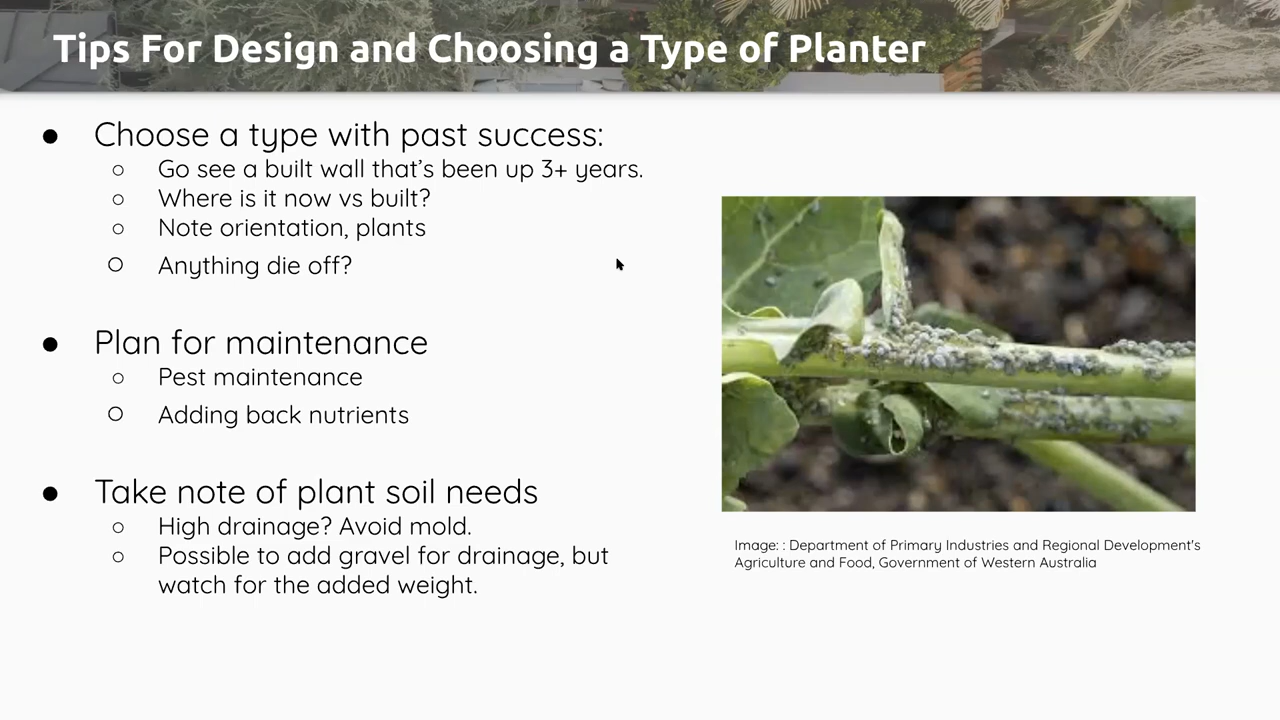 Tips For Design and Choosing a Type of Planter
● Choose a type with past success:
○ Go see a built wall that's been up 3+ years.
○ Where is it now vs built?
○ Note orientation, plants
○ Anything die off?
● Plan for maintenance
○ Pest maintenance
○ Adding back nutrients
● Take note of plant soil needs
○ High drainage? Avoid mold.
○ Possible to add gravel for drainage, but
watch for the added weight.
Image: : Department of Primary Industries and Regional Development's
Agriculture and Food, Government of Western Australia